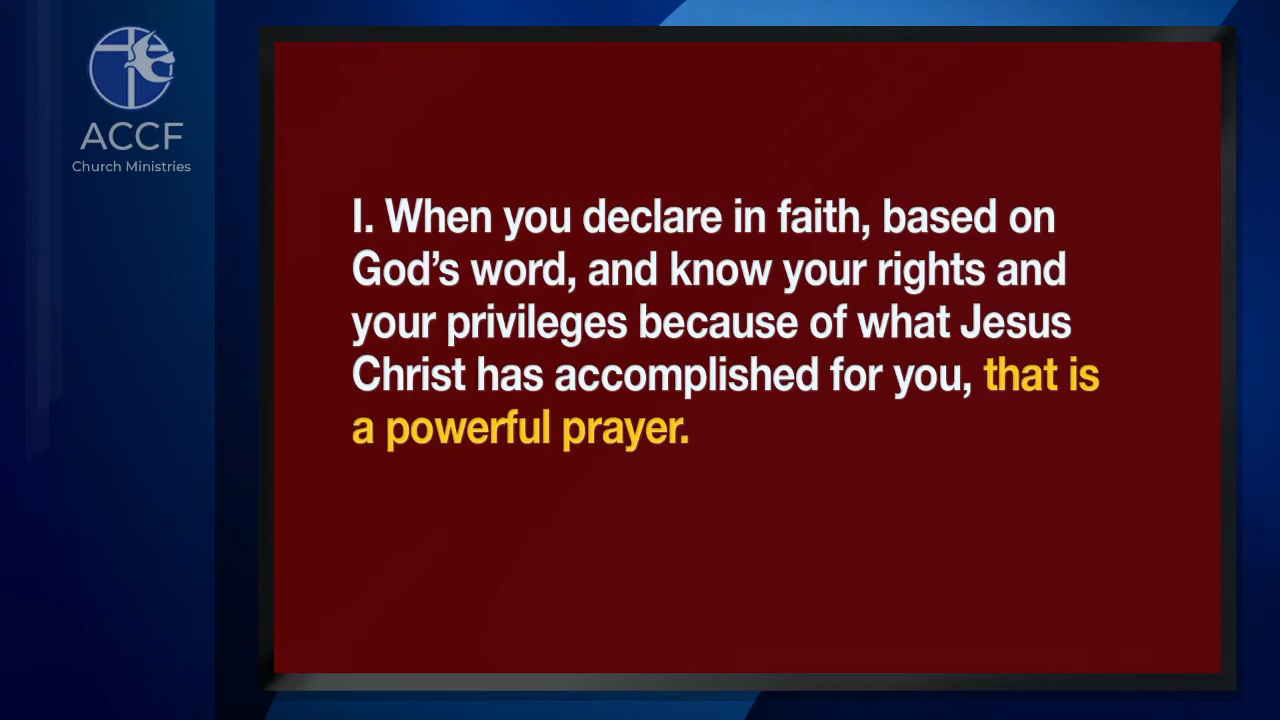 ACCF
Church Ministries
I. When you declare in faith, based on
God’s word, and know your rights and
your privileges because of what Jesus
Christ has accomplished for you, that is
a powerful prayer.